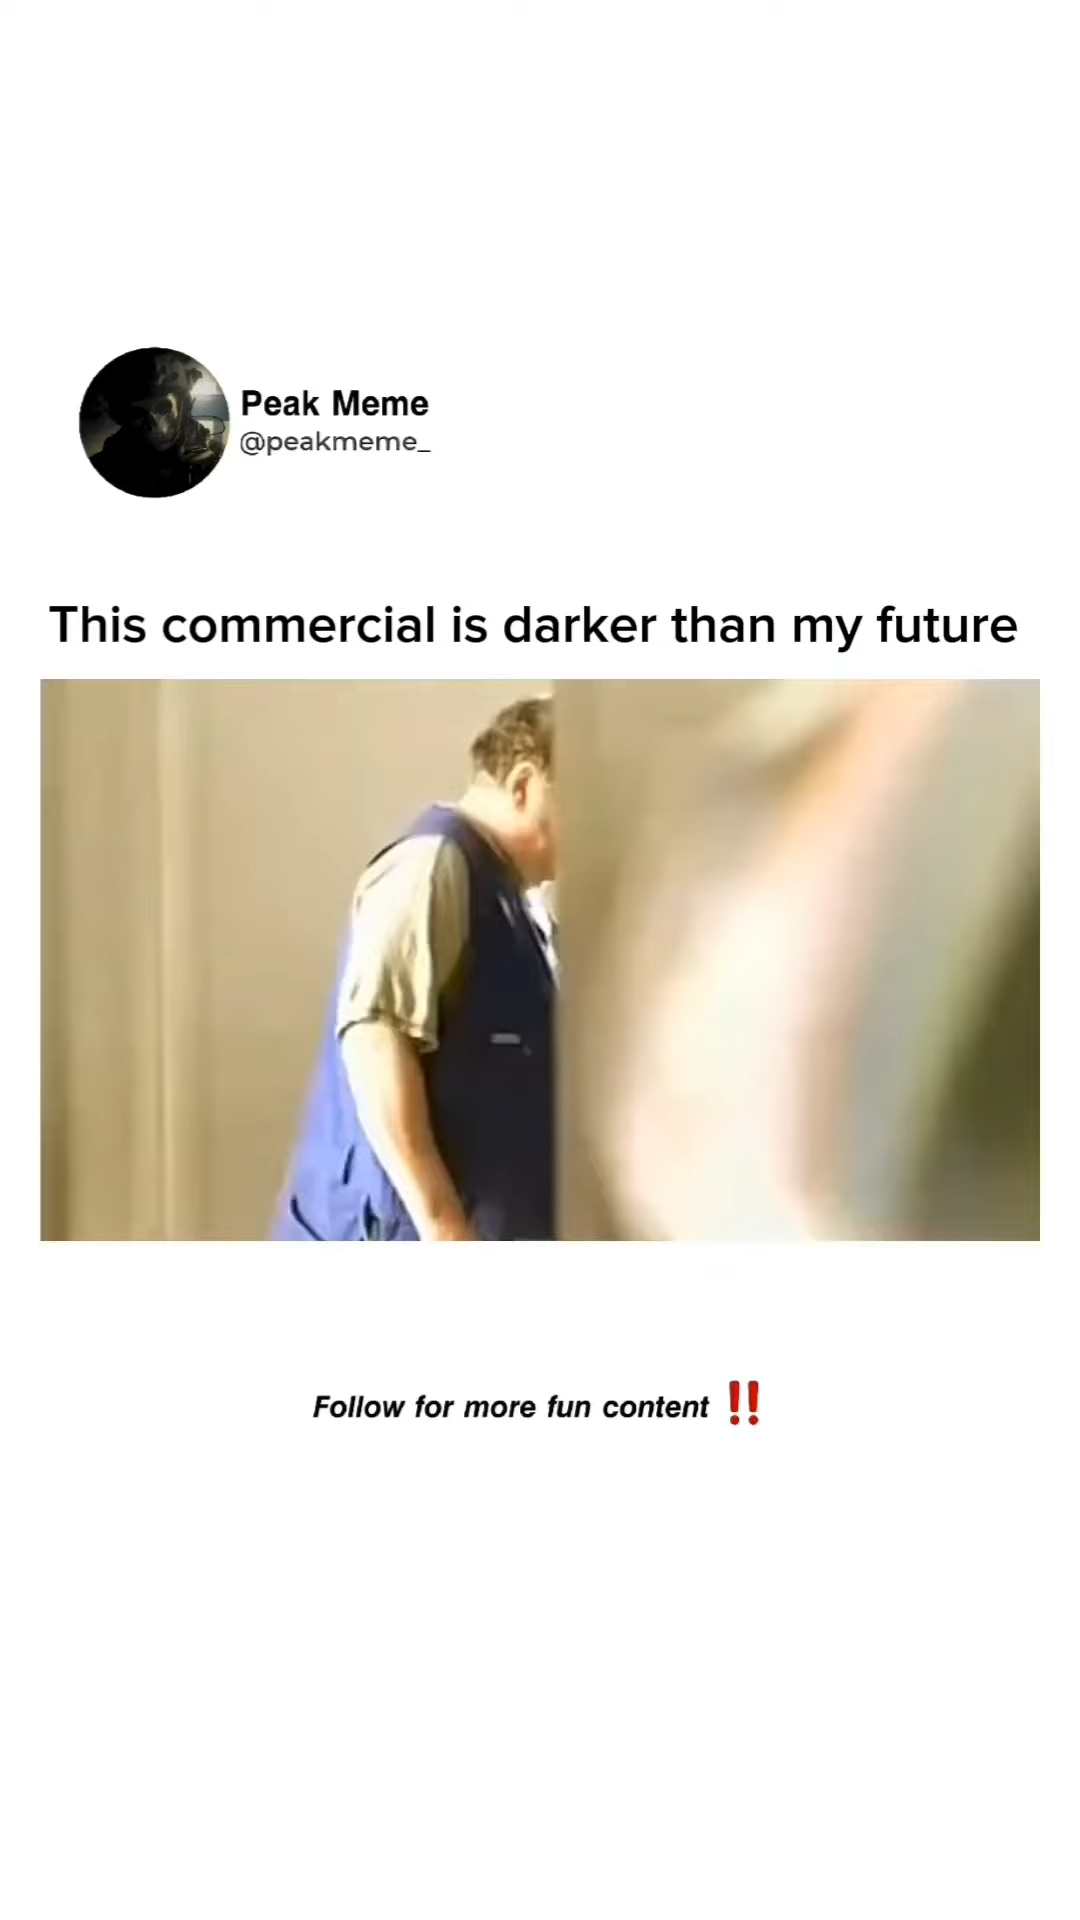 Peak Meme
@peakmeme_
This commercial is darker than my future
Follow for more fun content ‼️